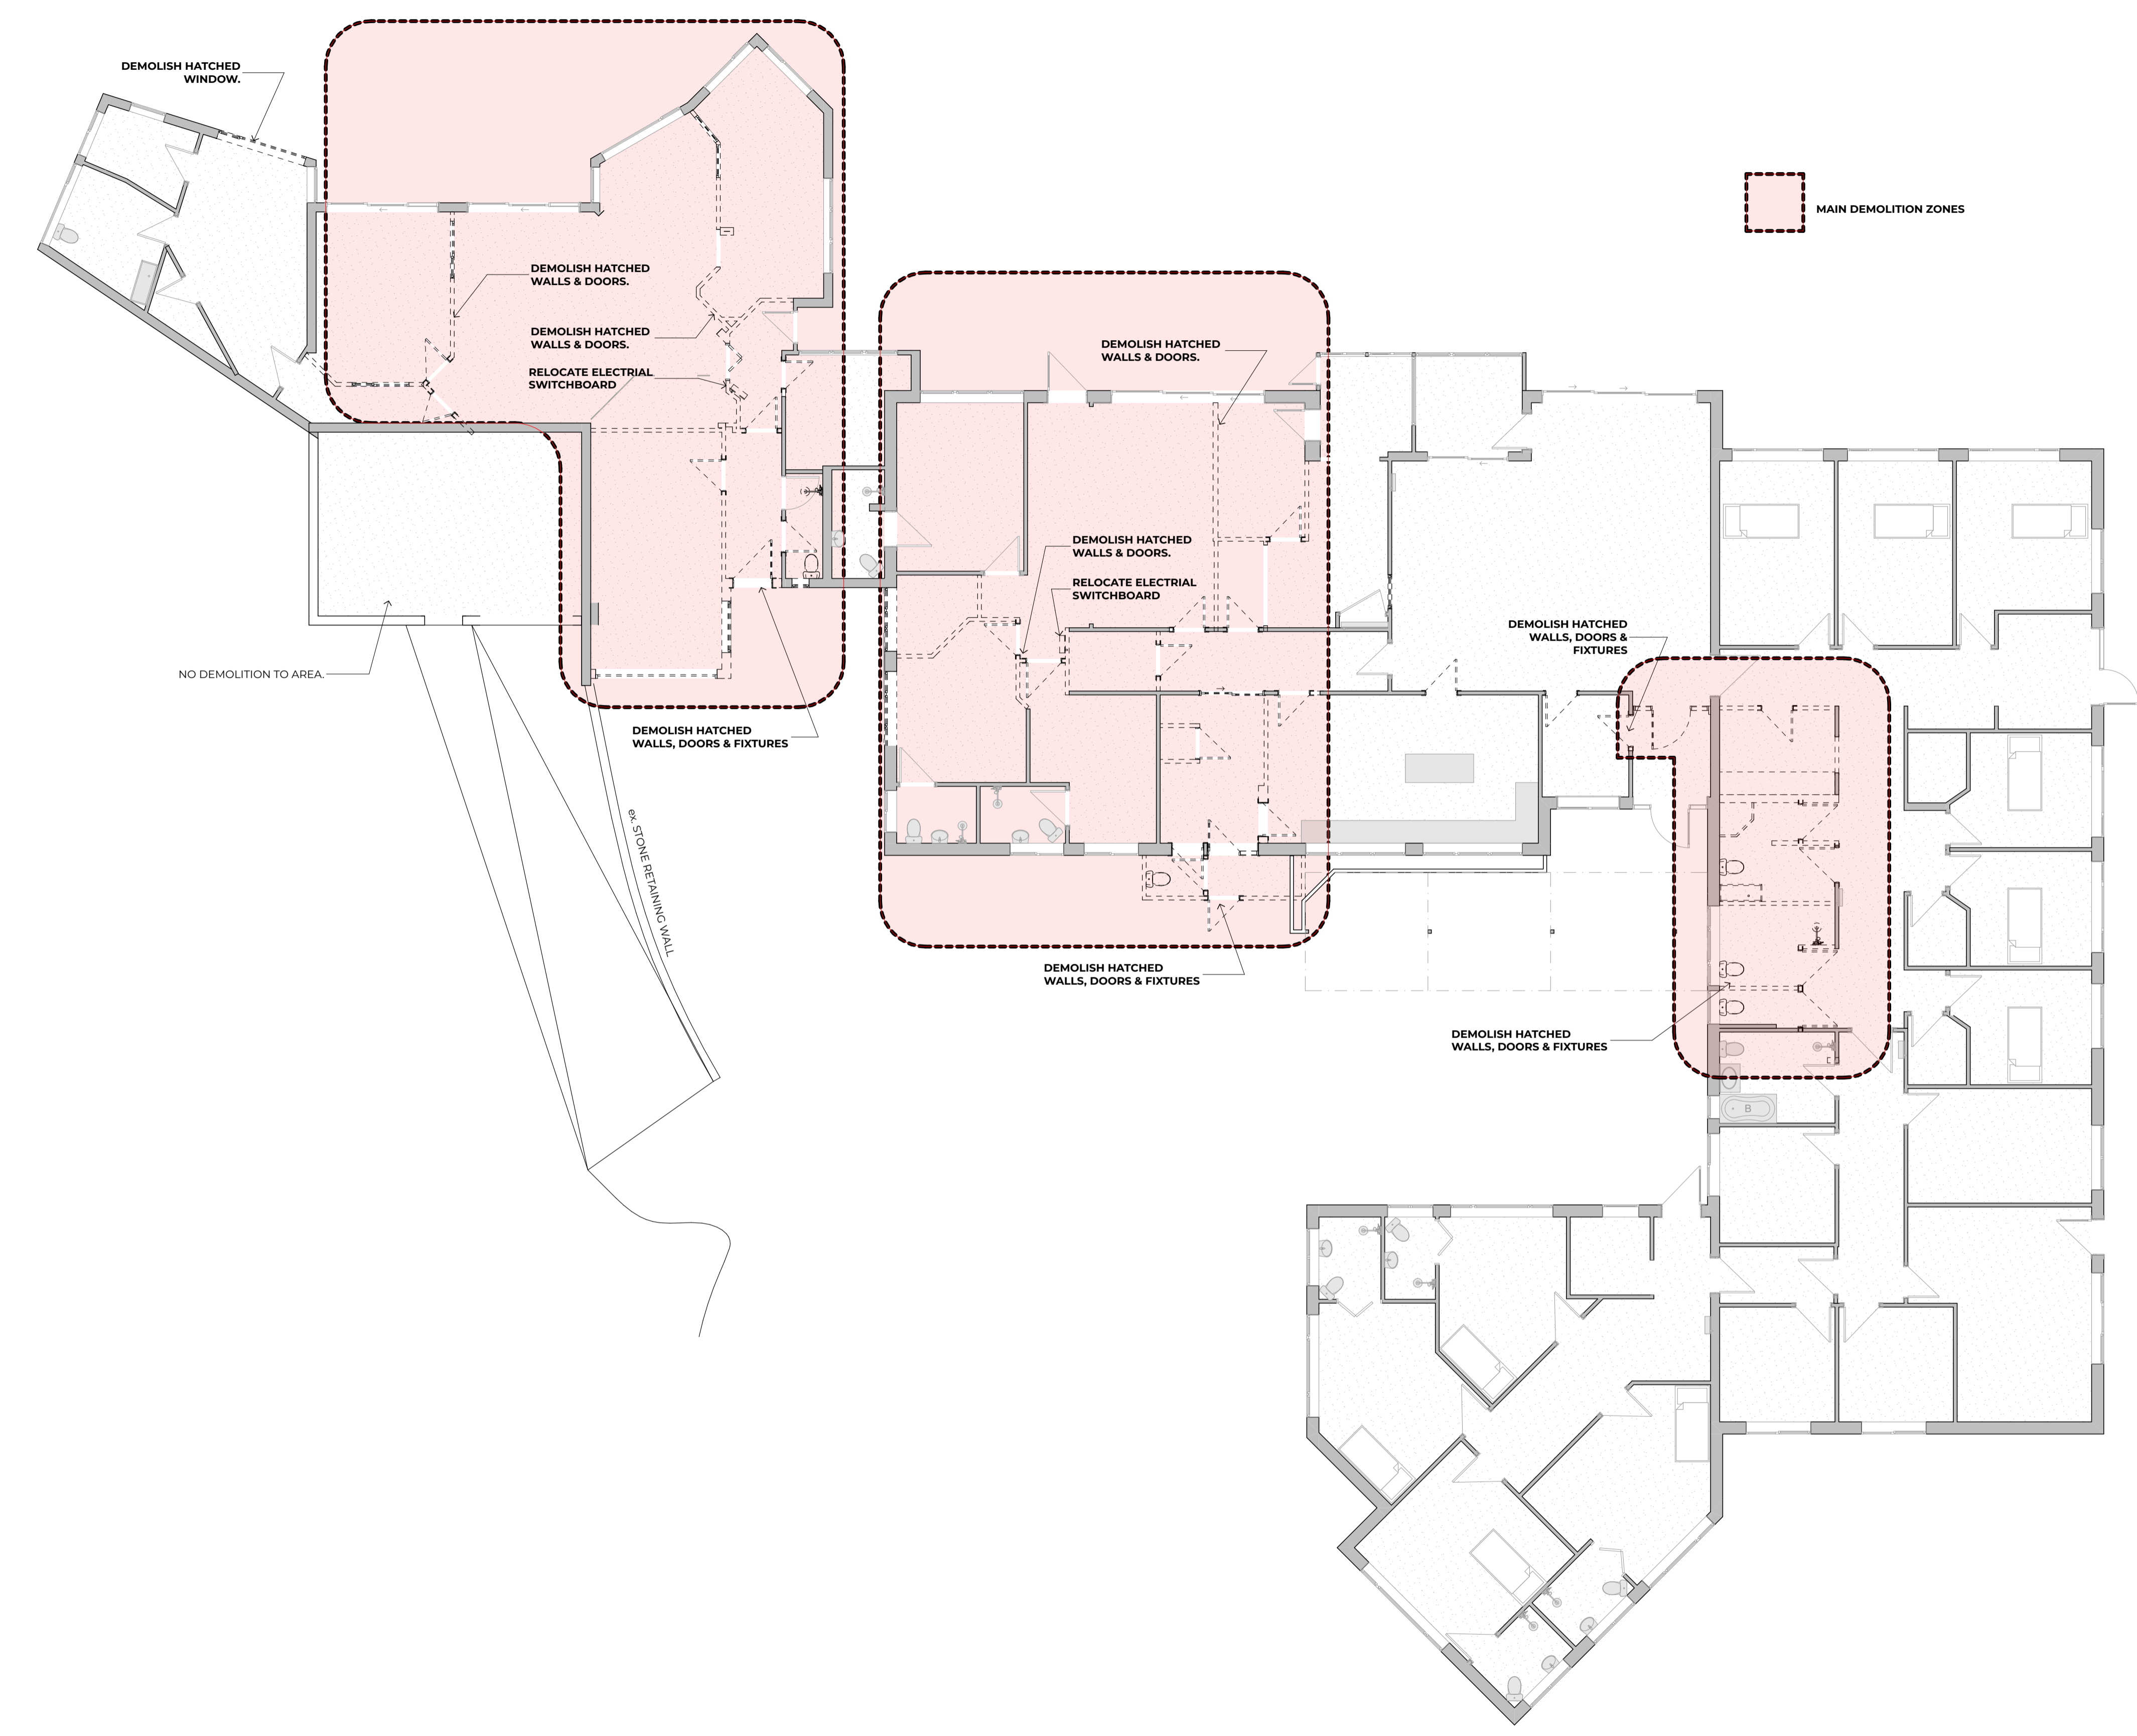 DEMOLISH HATCHED
WINDOW.
MAIN DEMOLITION ZONES
DEMOLISH HATCHED
WALLS & DOORS.
DEMOLISH HATCHED
WALLS & DOORS.
RELOCATE ELECTRIAL
SWITCHBOARD
DEMOLISH HATCHED
WALLS & DOORS.
DEMOLISH HATCHED
WALLS & DOORS.
RELOCATE ELECTRIAL
SWITCHBOARD
DEMOLISH HATCHED
WALLS, DOORS &
FIXTURES
NO DEMOLITION TO AREA.
DEMOLISH HATCHED
WALLS, DOORS & FIXTURES
ex. STONE RETAINING WALL
DEMOLISH HATCHED
WALLS, DOORS & FIXTURES
DEMOLISH HATCHED
WALLS, DOORS & FIXTURES
B